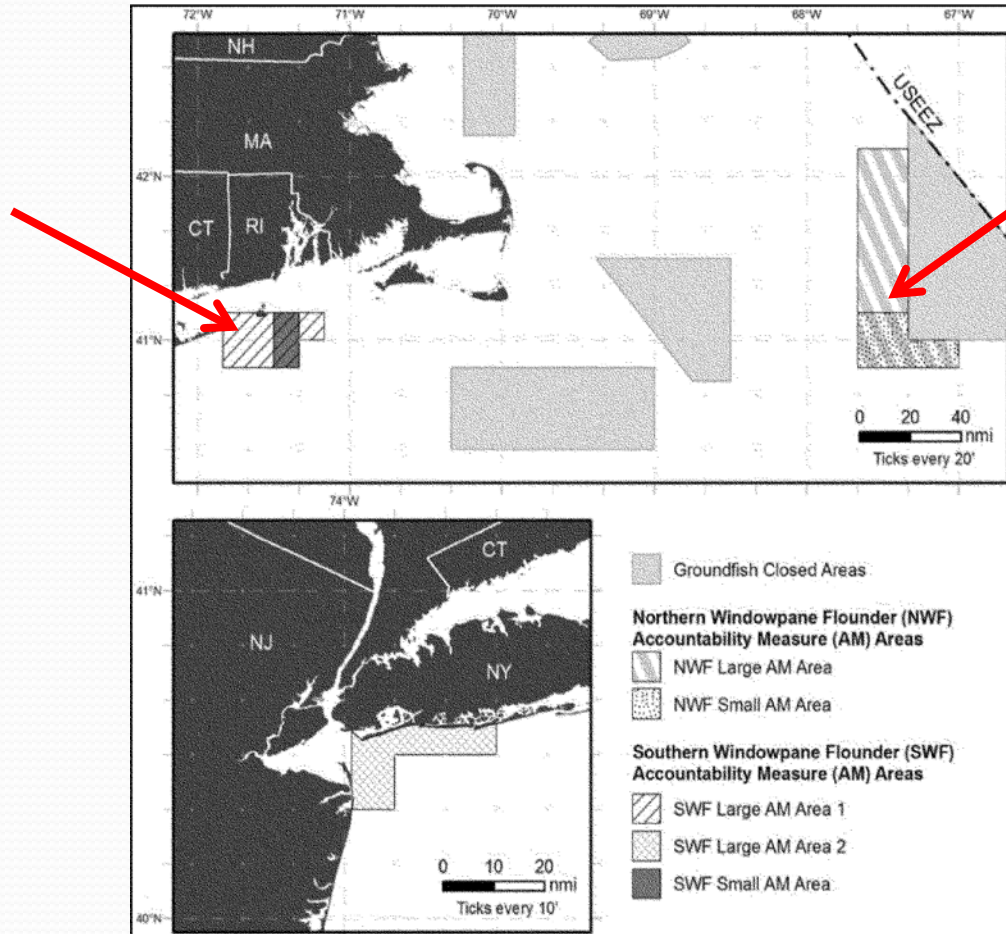 72°W 71°W 70°W 69°W 68°W 67°W
NH
MA
CT RI
42°N
41°N
USEEZ
0 20 40 nmi
Ticks every 20'
74°W
CT
NJ
NY
41°N
40°N
0 10 20 nmi
Ticks every 10'
Groundfish Closed Areas
Northern Windowpane Flounder (NWF)
Accountability Measure (AM) Areas
NWF Large AM Area
NWF Small AM Area
Southern Windowpane Flounder (SWF)
Accountability Measure (AM) Areas
SWF Large AM Area 1
SWF Large AM Area 2
SWF Small AM Area